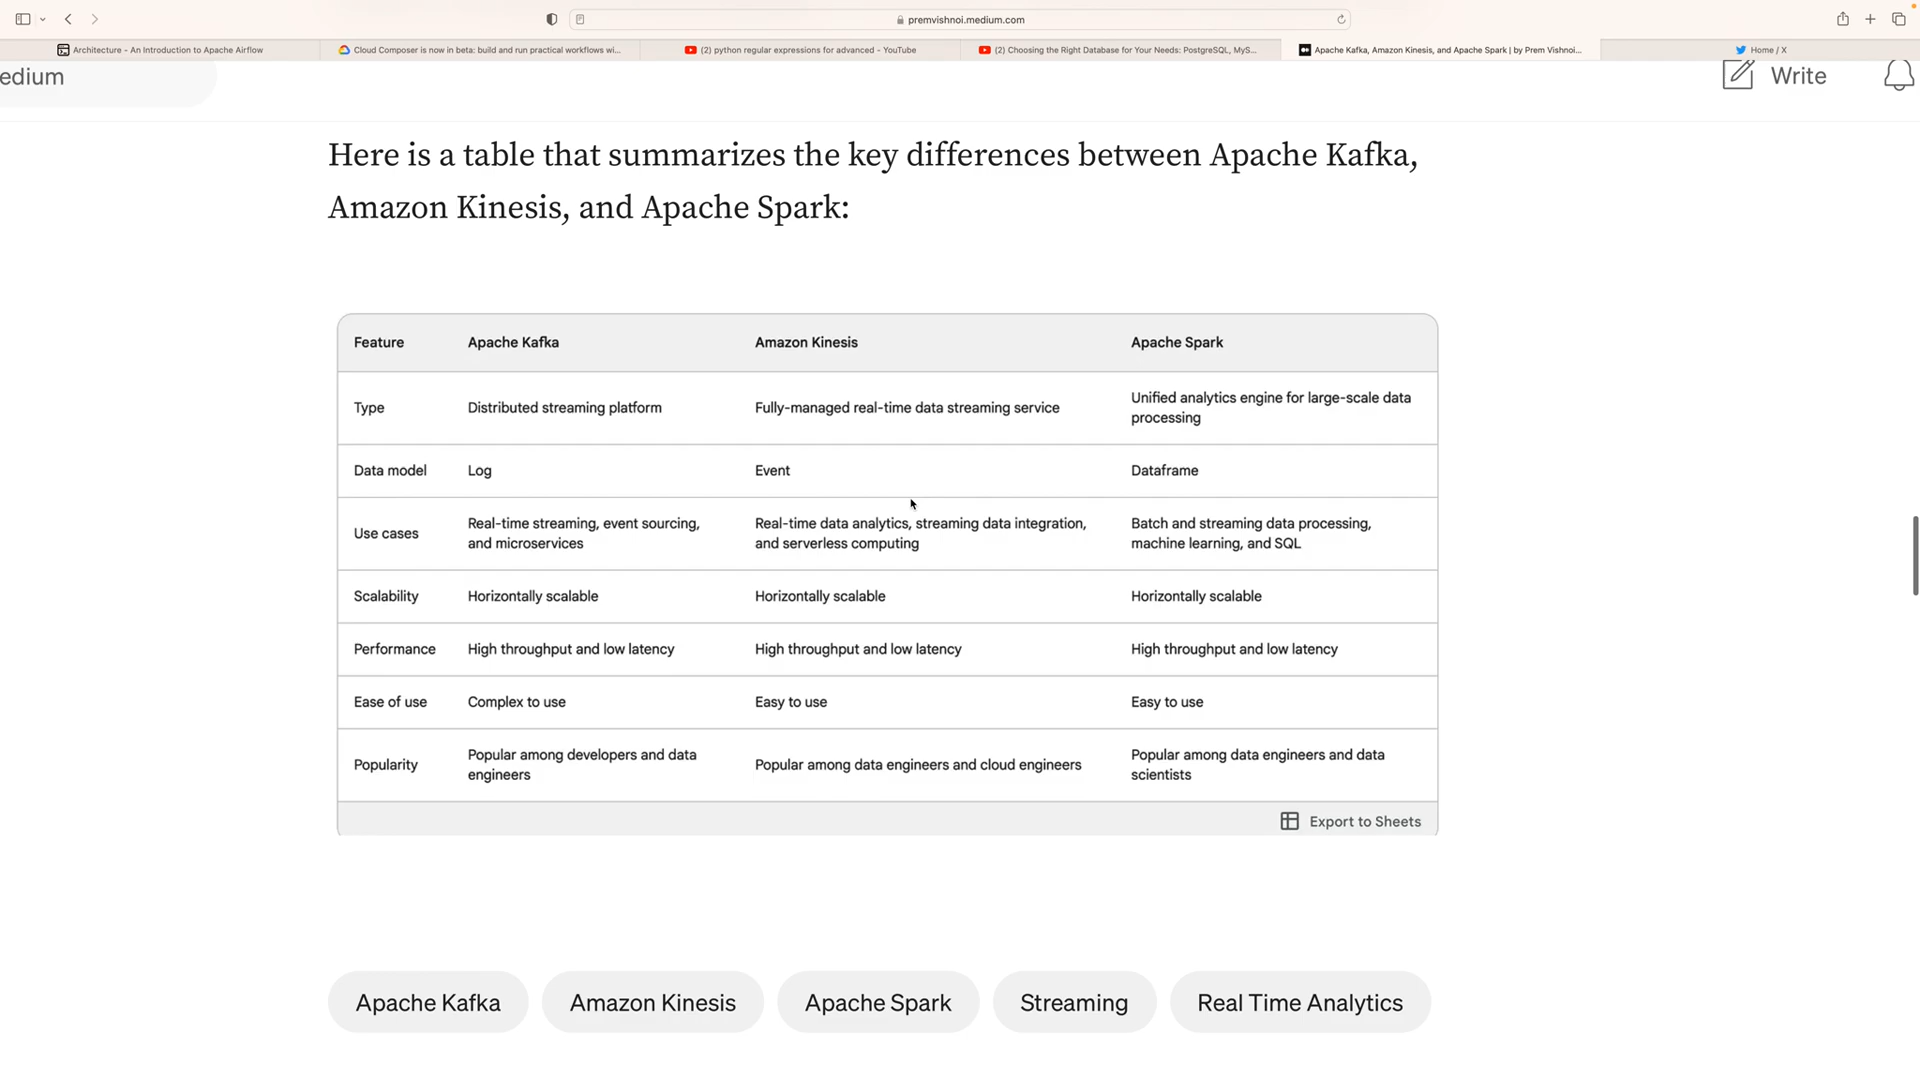 premvishnoi.medium.com
Architecture - An Introduction to Apache Airflow
Cloud Composer is now in beta: build and run practical workflows wi...
(2) python regular expressions for advanced - YouTube
(2) Choosing the Right Database for Your Needs: PostgreSQL, MyS...
Apache Kafka, Amazon Kinesis, and Apache Spark | by Prem Vishnoi...
Home / X
edium
Write
Here is a table that summarizes the key differences between Apache Kafka,
Amazon Kinesis, and Apache Spark:
Feature Apache Kafka Amazon Kinesis Apache Spark
Type Distributed streaming platform Fully-managed real-time data streaming service Unified analytics engine for large-scale data
processing
Data model Log Event Dataframe
Use cases Real-time streaming, event sourcing,
and microservices
Real-time data analytics, streaming data integration,
and serverless computing
Batch and streaming data processing,
machine learning, and SQL
Scalability Horizontally scalable Horizontally scalable Horizontally scalable
Performance High throughput and low latency High throughput and low latency High throughput and low latency
Ease of use Complex to use Easy to use Easy to use
Popularity Popular among developers and data
engineers
Popular among data engineers and cloud engineers
Popular among data engineers and data
scientists
Export to Sheets
Apache Kafka Amazon Kinesis Apache Spark Streaming Real Time Analytics